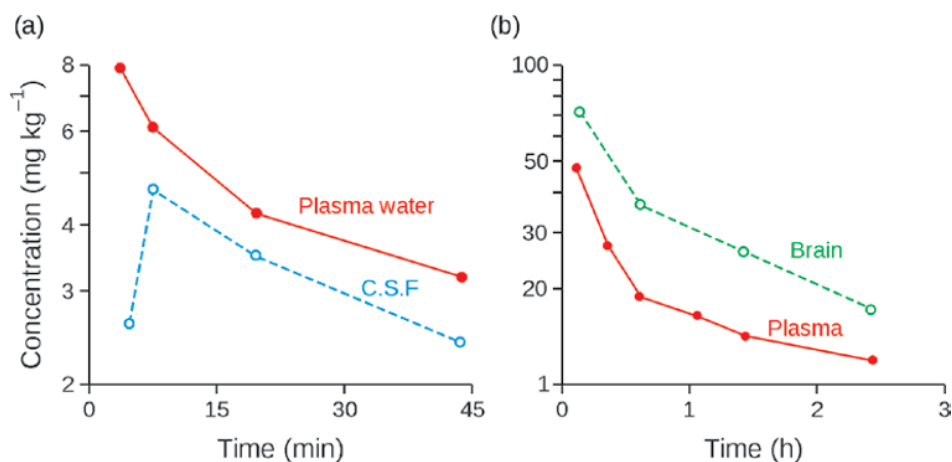 (a)
Concentration (mg kg⁻¹)
8
6
4
3
2
Plasma water
C.S.F
0 15 30 45
Time (min)
(b)
100
50
30
20
1
Brain
Plasma
0 1 2 3
Time (h)